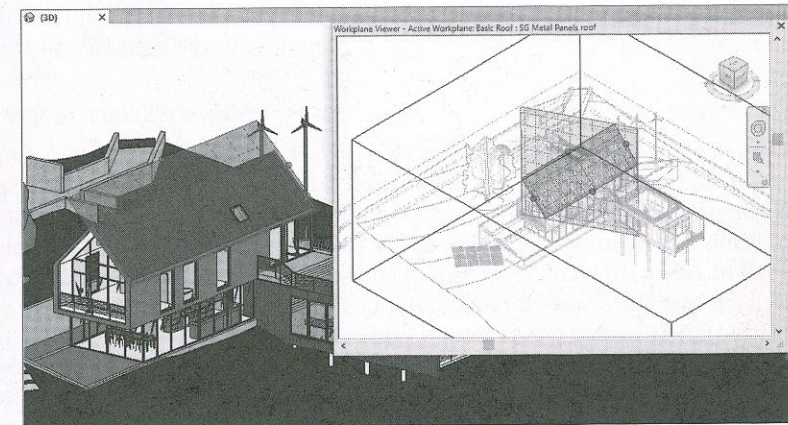 {3D}
Workplane Viewer - Active Workplane: Basic Roof : SG Metal Panels roof